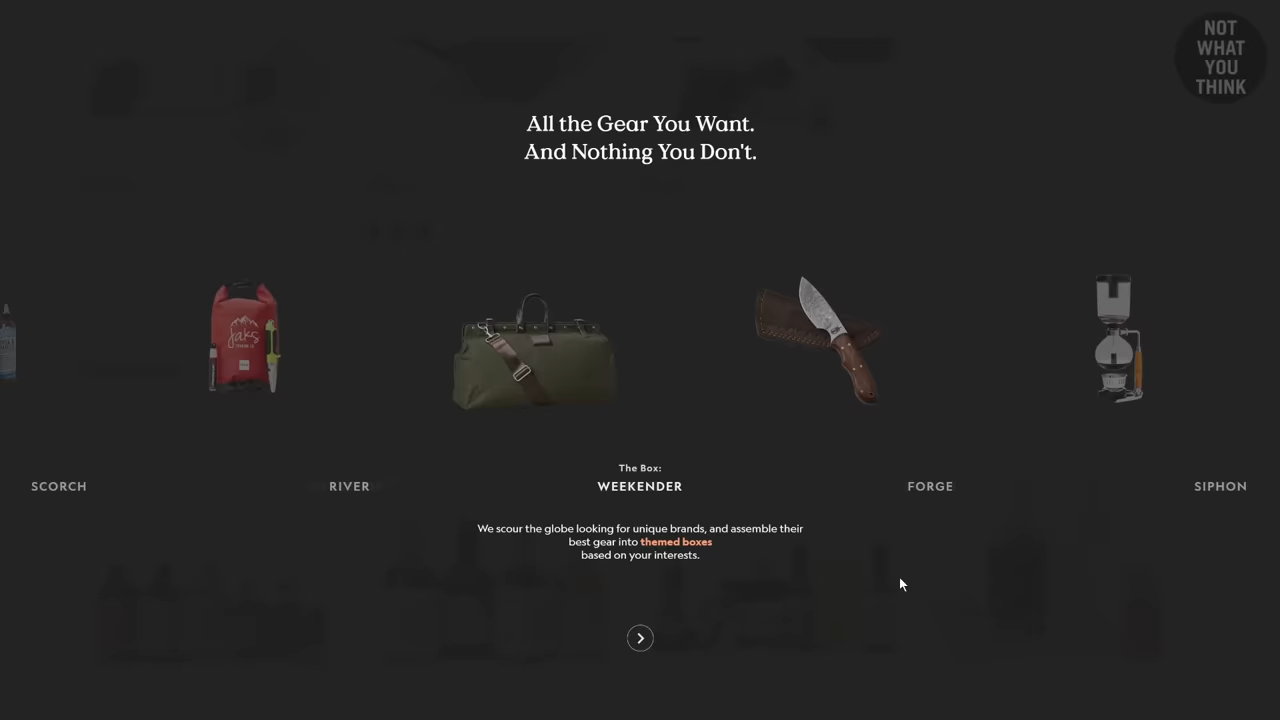 NOT
WHAT
YOU
THINK
All the Gear You Want.
And Nothing You Don't.
Jaks
The Box:
SCORCH
RIVER
WEEKENDER
FORGE
SIPHON
We scour the globe looking for unique brands, and assemble their
best gear into themed boxes
based on your interests.